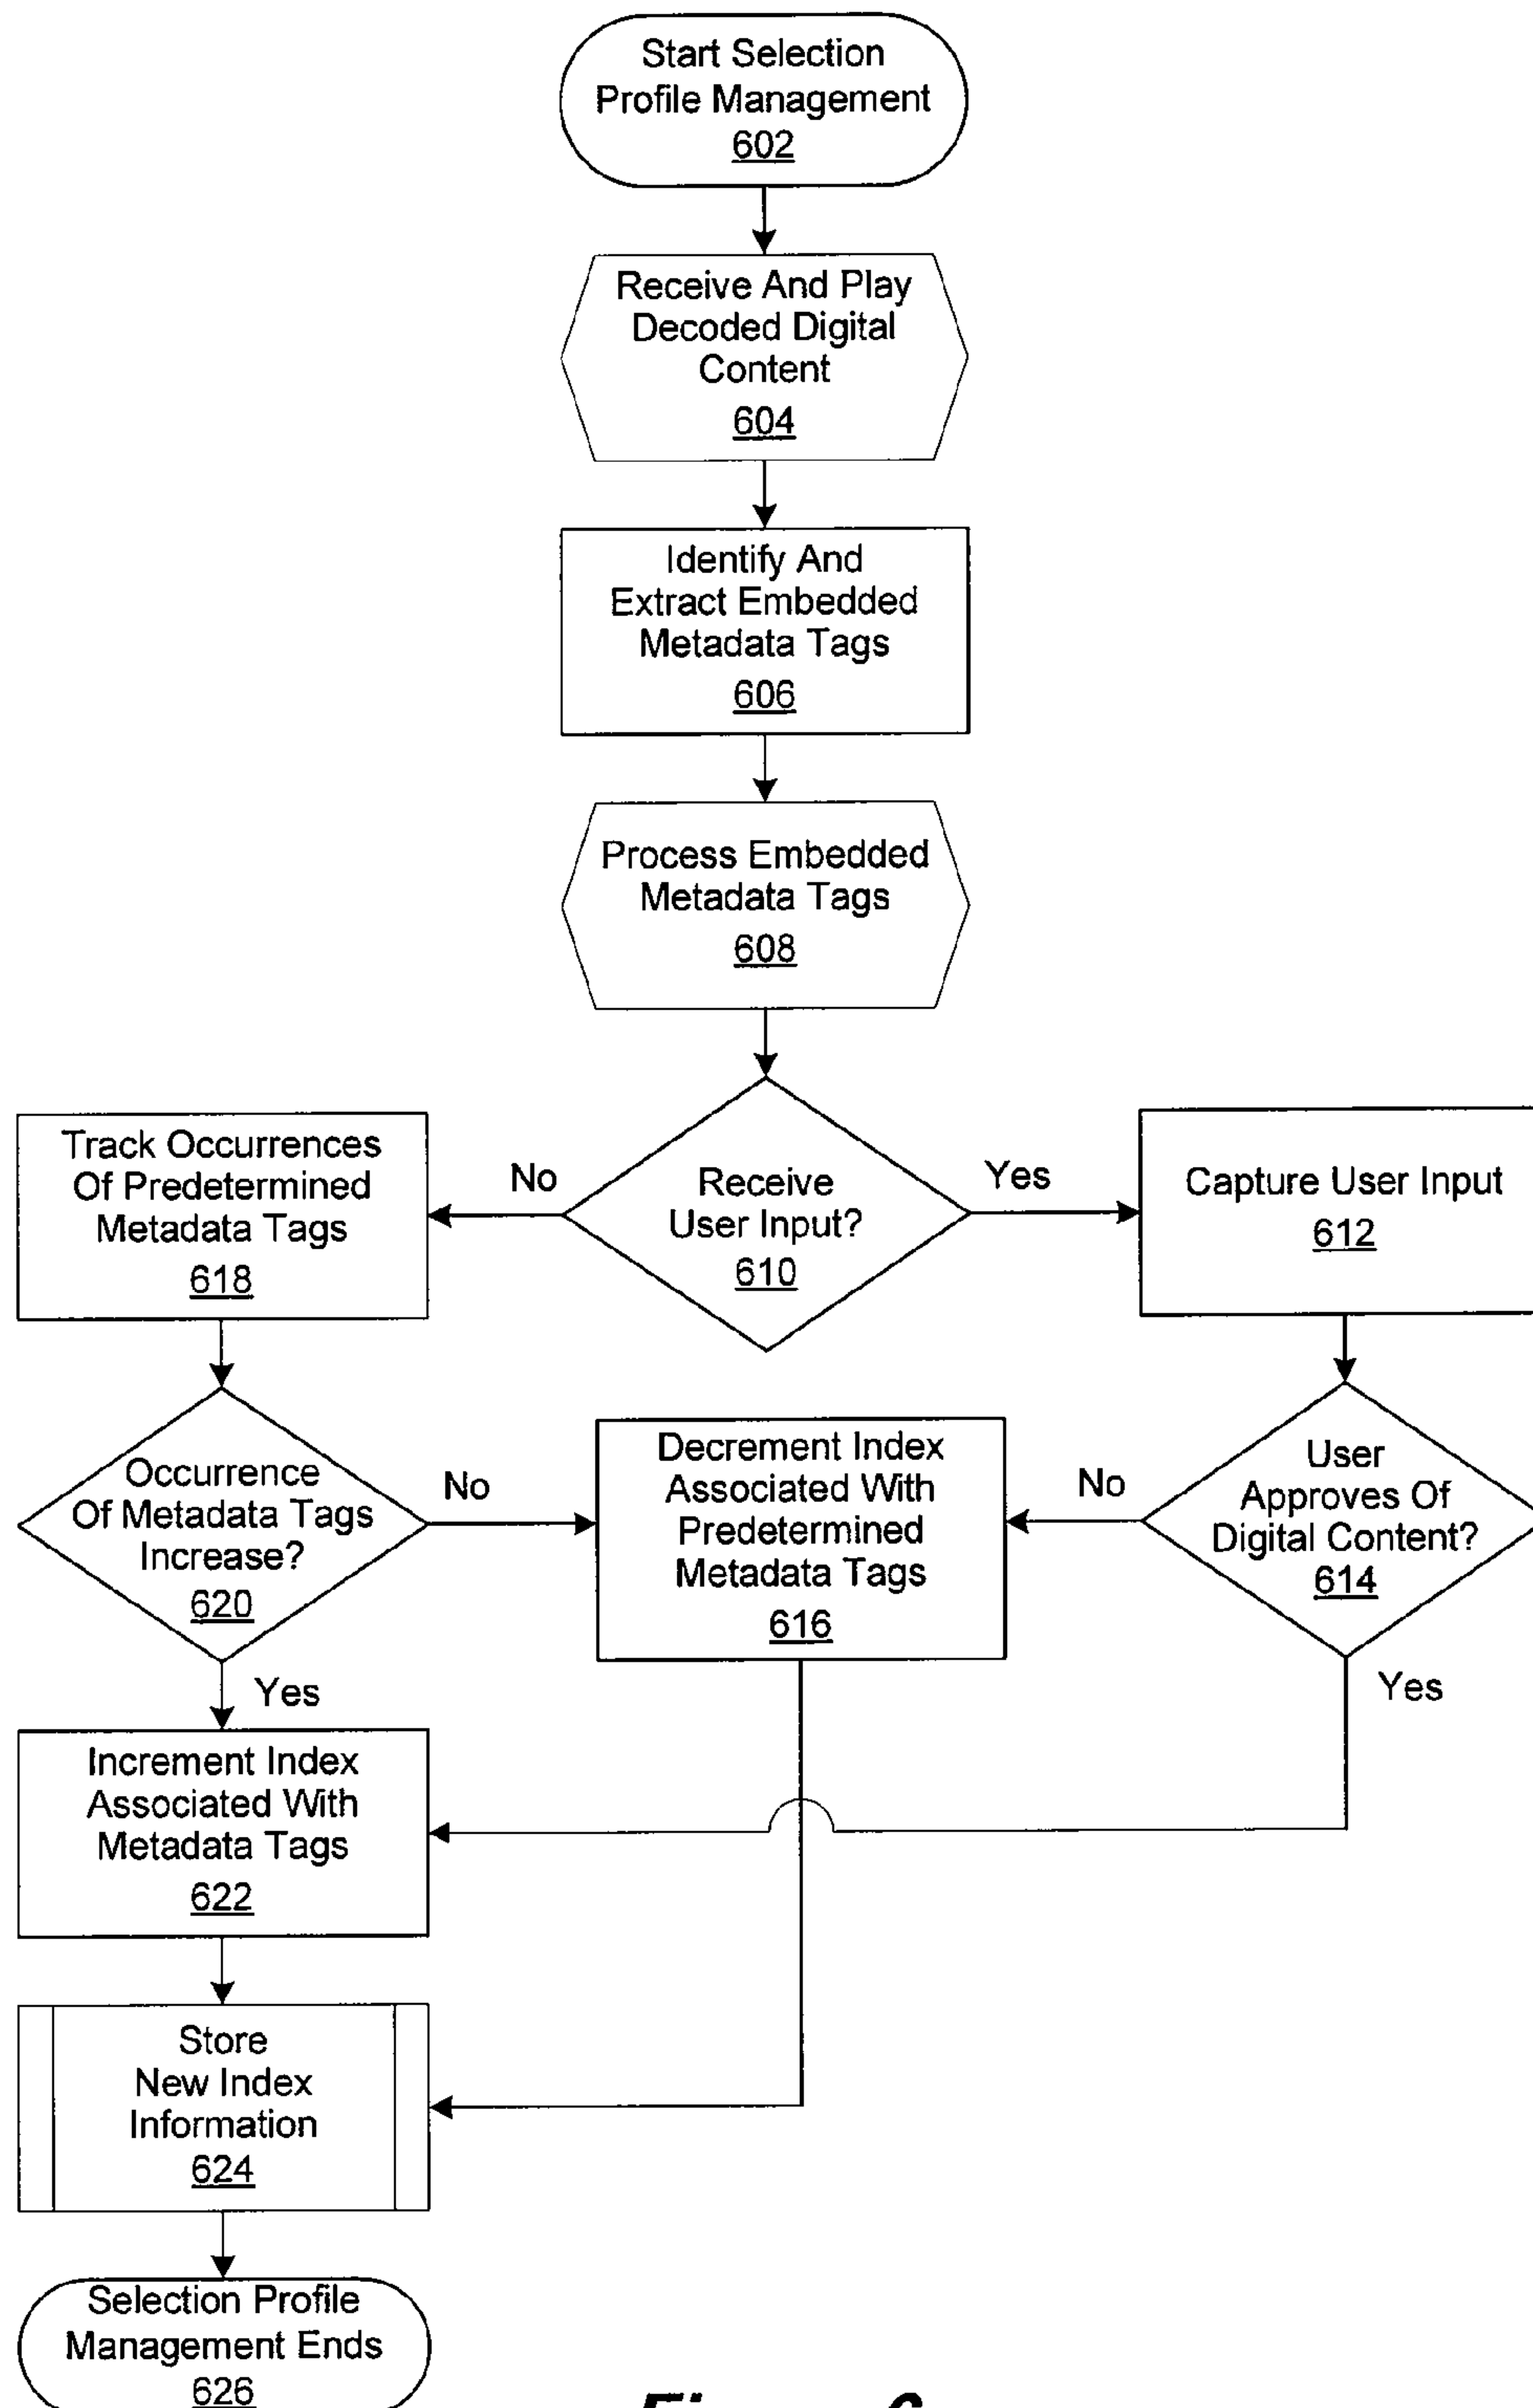 Start Selection
Profile Management
602
Receive And Play
Decoded Digital
Content
604
Identify And
Extract Embedded
Metadata Tags
606
Process Embedded
Metadata Tags
608
Receive
User Input?
610
No
Yes
Track Occurrences
Of Predetermined
Metadata Tags
618
Capture User Input
612
Occurrence
Of Metadata Tags
Increase?
620
No
Decrement Index
Associated With
Predetermined
Metadata Tags
616
No
User
Approves Of
Digital Content?
614
Yes
Yes
Increment Index
Associated With
Metadata Tags
622
Store
New Index
Information
624
Selection Profile
Management Ends
626